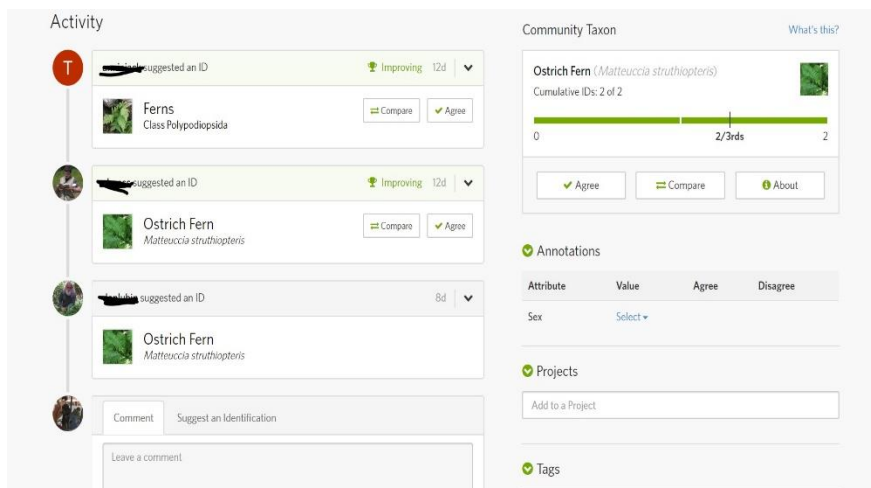 Activity
T
suggested an ID
Improving 12d
Ferns
Class Polypodiopsida
Compare
Agree
suggested an ID
Improving 12d
Ostrich Fern
Matteuccia struthiopteris
Compare
Agree
suggested an ID
8d
Ostrich Fern
Matteuccia struthiopteris
Comment
Suggest an Identification
Leave a comment
Community Taxon
What's this?
Ostrich Fern (Matteuccia struthiopteris)
Cumulative IDs: 2 of 2
0 2/3rds 2
Agree
Compare
About
Annotations
Attribute Value Agree Disagree
Sex Select
Projects
Add to a Project
Tags